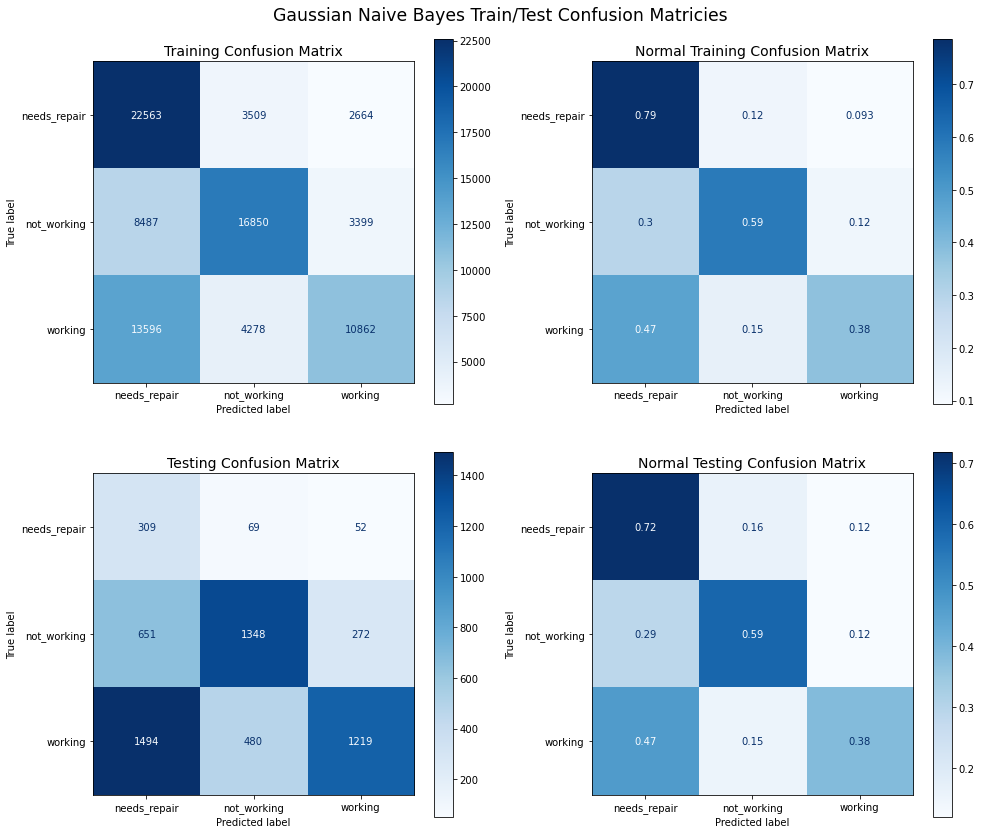 Gaussian Naive Bayes Train/Test Confusion Matricies
Training Confusion Matrix
True label
needs_repair
not_working
working
22563 3509 2664
8487 16850 3399
13596 4278 10862
needs_repair not_working working
Predicted label
22500
20000
17500
15000
12500
10000
7500
5000
Normal Training Confusion Matrix
True label
needs_repair
not_working
working
0.79 0.12 0.093
0.3 0.59 0.12
0.47 0.15 0.38
needs_repair not_working working
Predicted label
0.7
0.6
0.5
0.4
0.3
0.2
0.1
Testing Confusion Matrix
True label
needs_repair
not_working
working
309 69 52
651 1348 272
1494 480 1219
needs_repair not_working working
Predicted label
1400
1200
1000
800
600
400
200
Normal Testing Confusion Matrix
True label
needs_repair
not_working
working
0.72 0.16 0.12
0.29 0.59 0.12
0.47 0.15 0.38
needs_repair not_working working
Predicted label
0.7
0.6
0.5
0.4
0.3
0.2